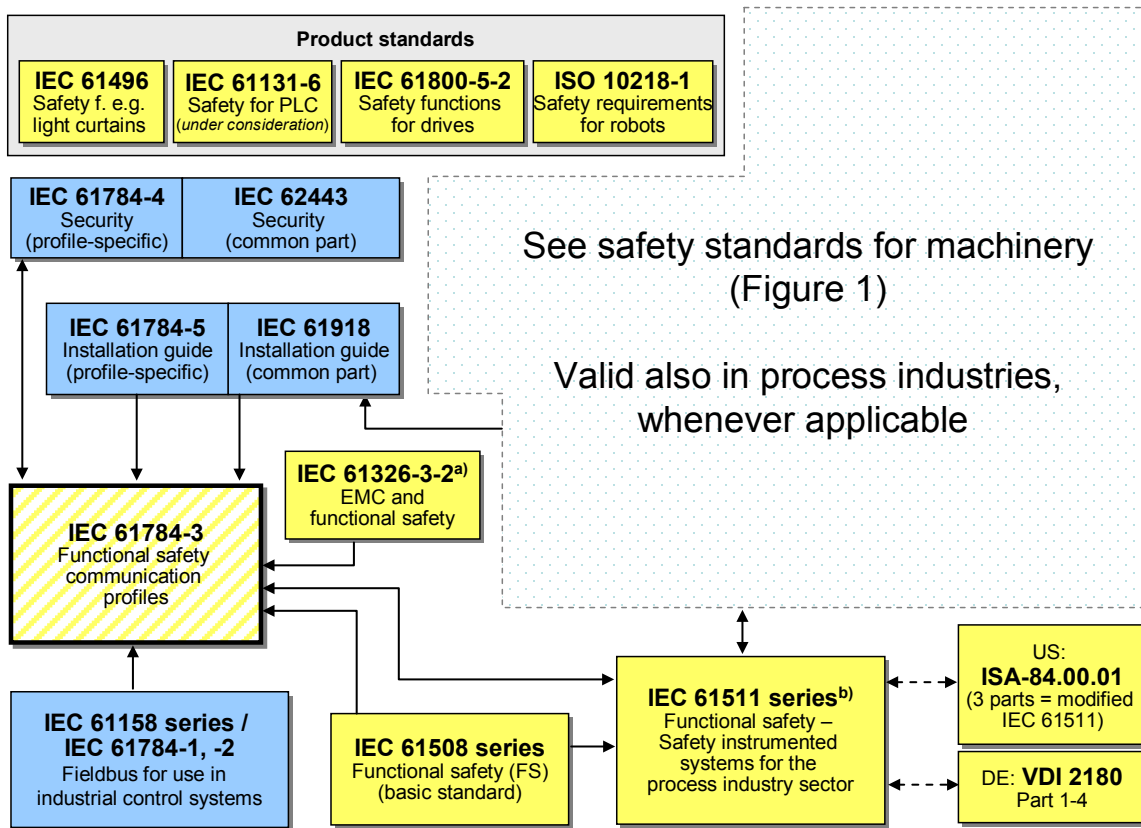 Product standards
IEC 61496
Safety f. e.g.
light curtains
IEC 61131-6
Safety for PLC
(under consideration)
IEC 61800-5-2
Safety functions
for drives
ISO 10218-1
Safety requirements
for robots
IEC 61784-4
Security
(profile-specific)
IEC 62443
Security
(common part)
See safety standards for machinery
(Figure 1)
Valid also in process industries,
whenever applicable
IEC 61784-5
Installation guide
(profile-specific)
IEC 61918
Installation guide
(common part)
IEC 61326-3-2a)
EMC and
functional safety
IEC 61784-3
Functional safety
communication
profiles
IEC 61158 series /
IEC 61784-1, -2
Fieldbus for use in
industrial control systems
IEC 61508 series
Functional safety (FS)
(basic standard)
IEC 61511 seriesb)
Functional safety –
Safety instrumented
systems for the
process industry sector
US:
ISA-84.00.01
(3 parts = modified
IEC 61511)
DE: VDI 2180
Part 1-4